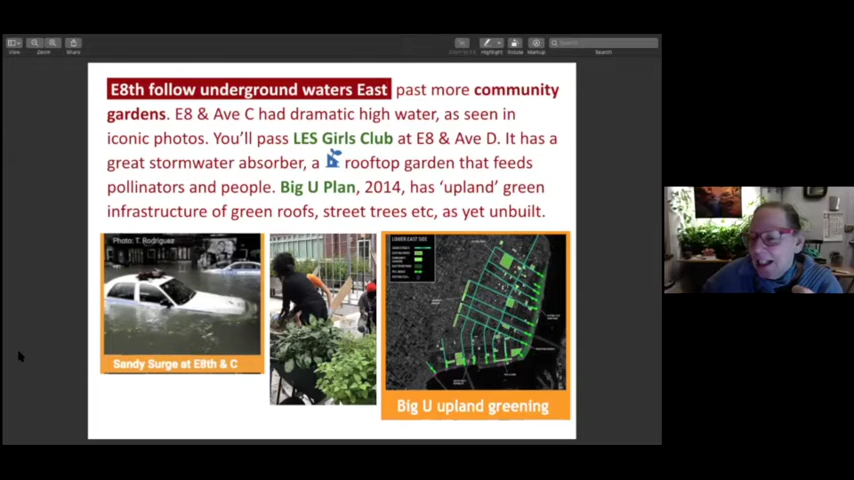 View
Zoom
Share
Highlight
Rotate
Markup
Search
E8th follow underground waters East past more community
gardens. E8 & Ave C had dramatic high water, as seen in
iconic photos. You'll pass LES Girls Club at E8 & Ave D. It has a
great stormwater absorber, a rooftop garden that feeds
pollinators and people. Big U Plan, 2014, has ‘upland’ green
infrastructure of green roofs, street trees etc, as yet unbuilt.
Photo: T. Rodriguez
Sandy Surge at E8th & C
LOWER EAST SIDE
Big U upland greening